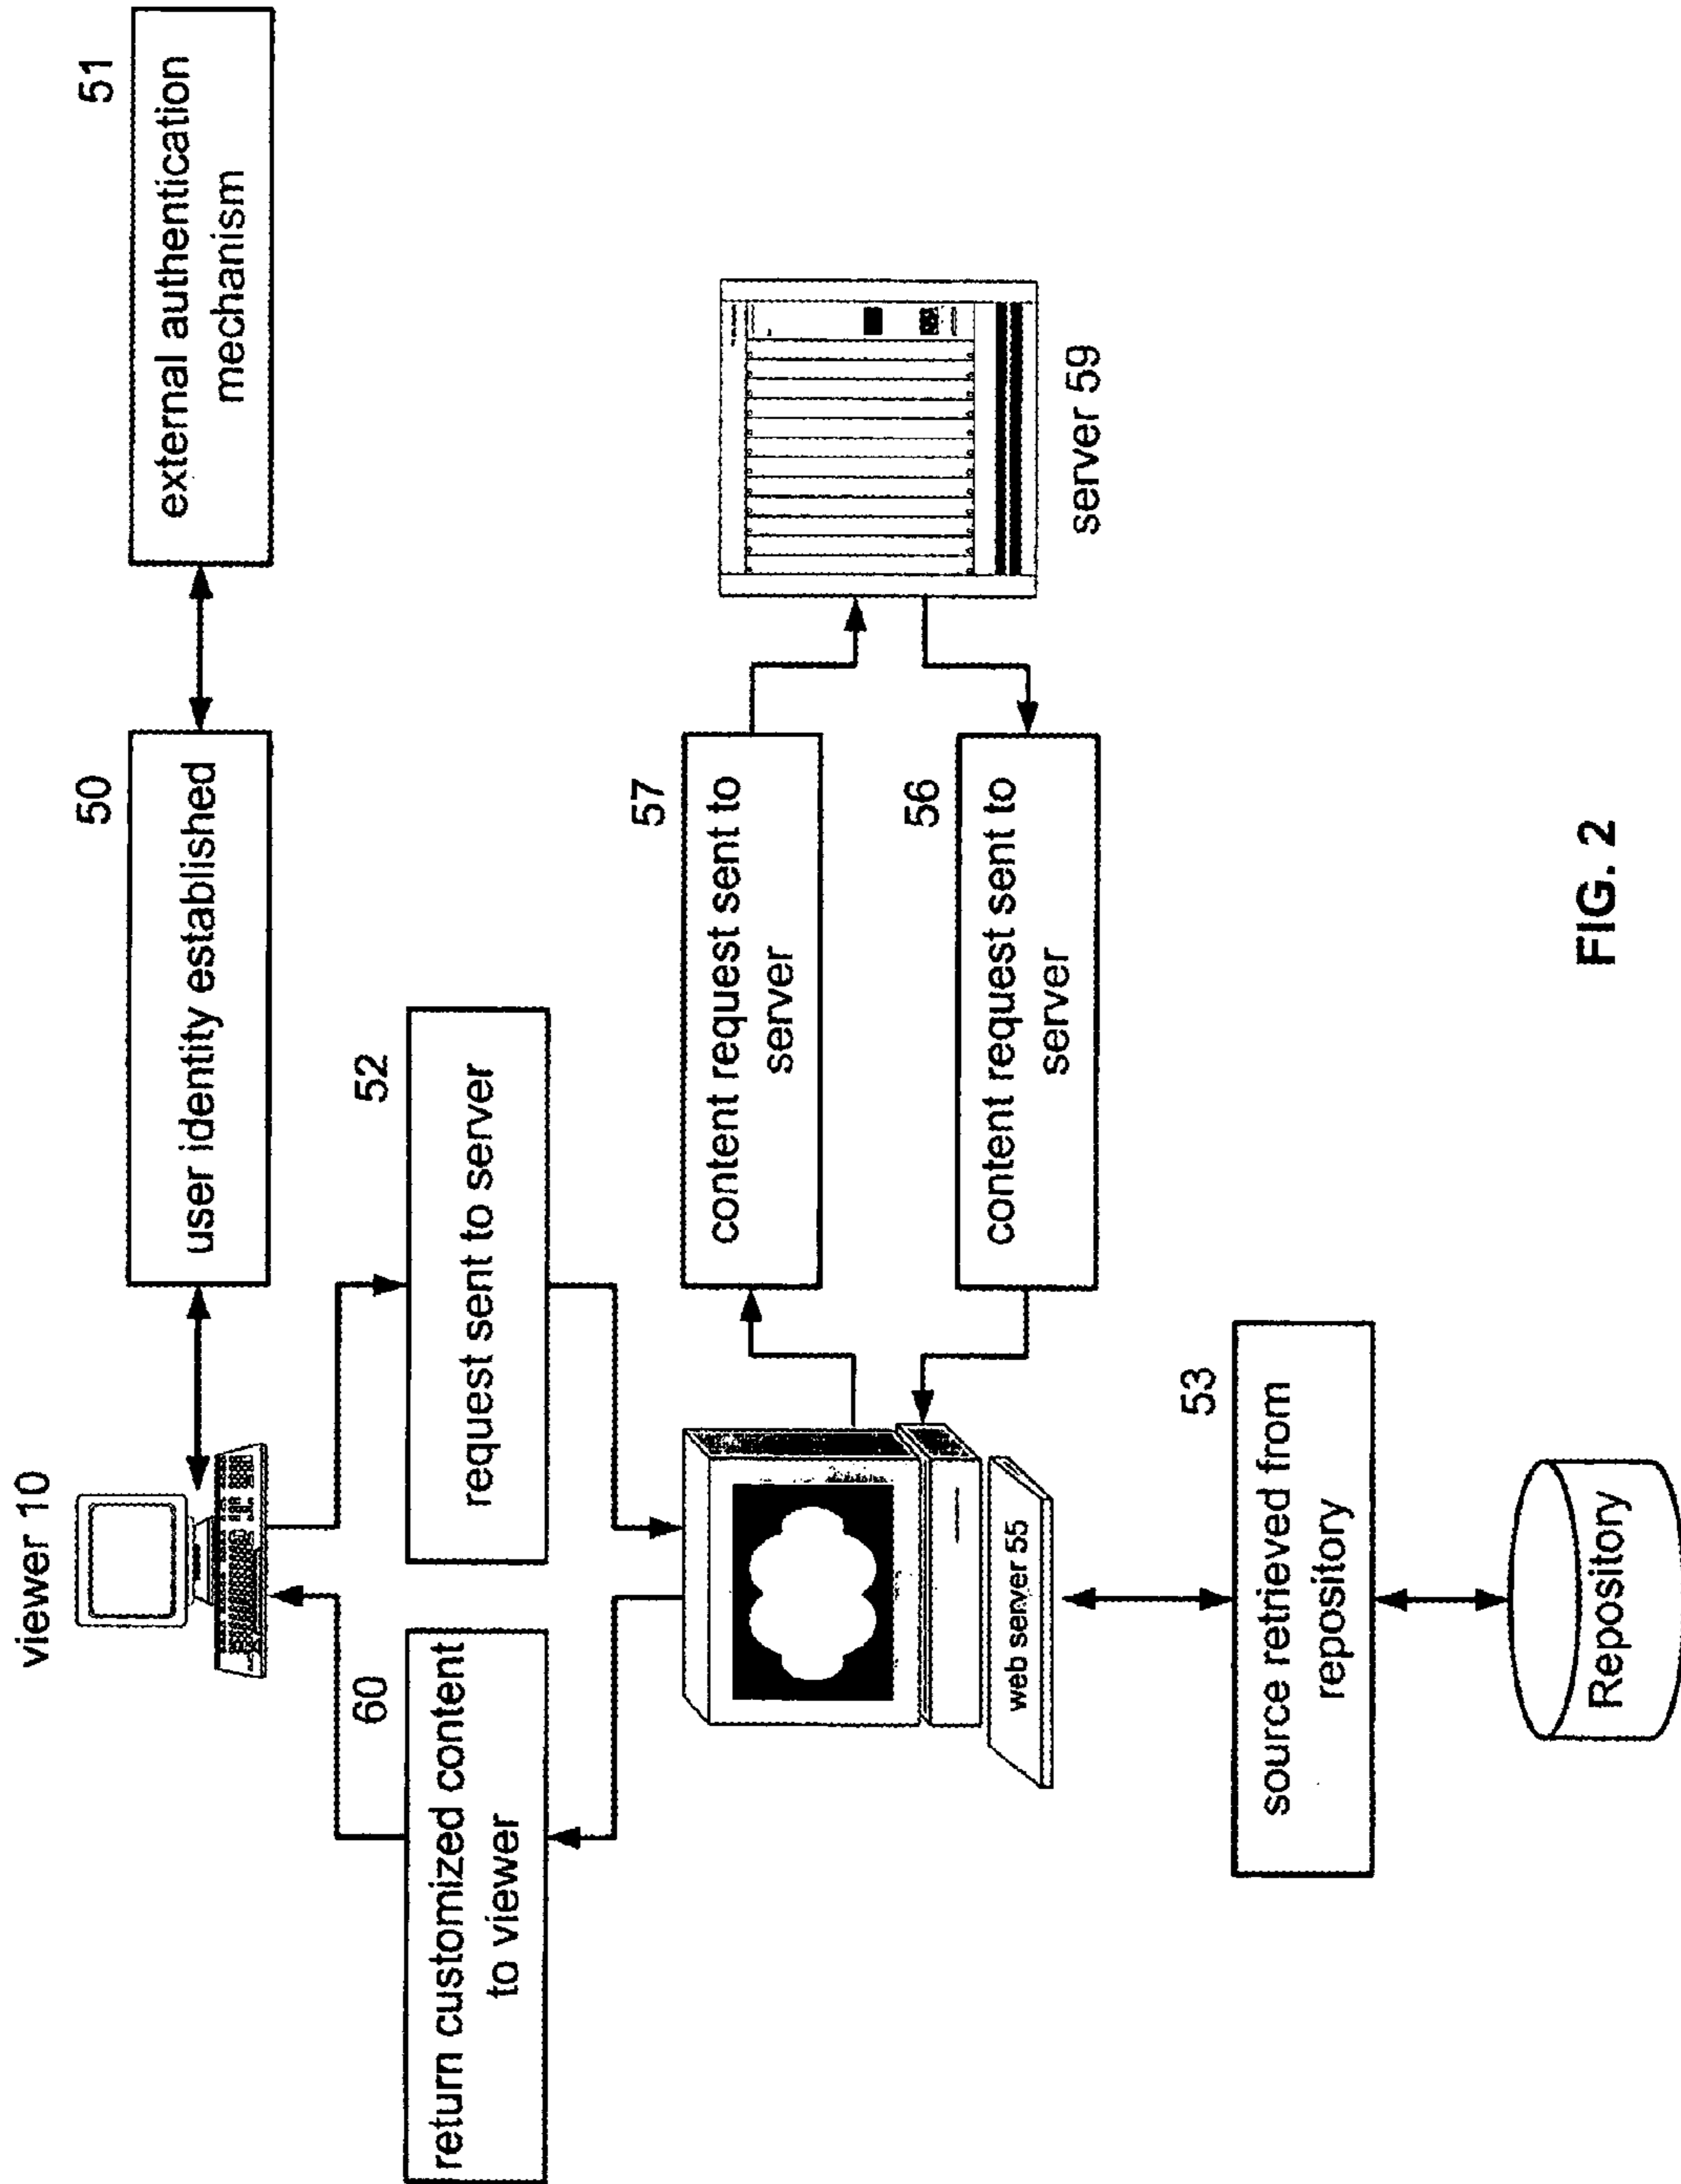 viewer 10
50
user identity established
51
external authentication
mechanism
60
return customized content
to viewer
52
request sent to server
web server 55
57
content request sent to
server
56
content request sent to
server
server 59
53
source retrieved from
repository
Repository
FIG. 2